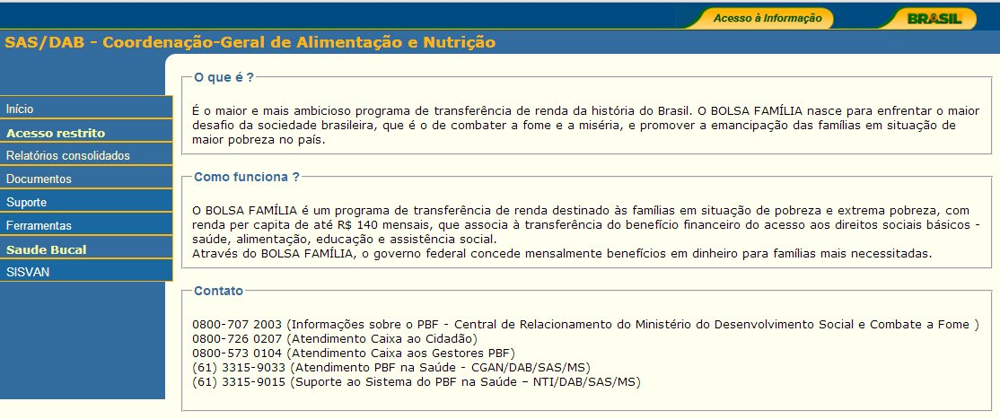 Acesso à Informação
BRASIL
SAS/DAB - Coordenação-Geral de Alimentação e Nutrição
Início
Acesso restrito
Relatórios consolidados
Documentos
Suporte
Ferramentas
Saude Bucal
SISVAN
O que é ?
É o maior e mais ambicioso programa de transferência de renda da história do Brasil. O BOLSA FAMÍLIA nasce para enfrentar o maior
desafio da sociedade brasileira, que é o de combater a fome e a miséria, e promover a emancipação das famílias em situação de
maior pobreza no país.
Como funciona ?
O BOLSA FAMÍLIA é um programa de transferência de renda destinado às famílias em situação de pobreza e extrema pobreza, com
renda per capita de até R$ 140 mensais, que associa à transferência do benefício financeiro do acesso aos direitos sociais básicos -
saúde, alimentação, educação e assistência social.
Através do BOLSA FAMÍLIA, o governo federal concede mensalmente benefícios em dinheiro para famílias mais necessitadas.
Contato
0800-707 2003 (Informações sobre o PBF - Central de Relacionamento do Ministério do Desenvolvimento Social e Combate a Fome )
0800-726 0207 (Atendimento Caixa ao Cidadão)
0800-573 0104 (Atendimento Caixa aos Gestores PBF)
(61) 3315-9033 (Atendimento PBF na Saúde - CGAN/DAB/SAS/MS)
(61) 3315-9015 (Suporte ao Sistema do PBF na Saúde – NTI/DAB/SAS/MS)